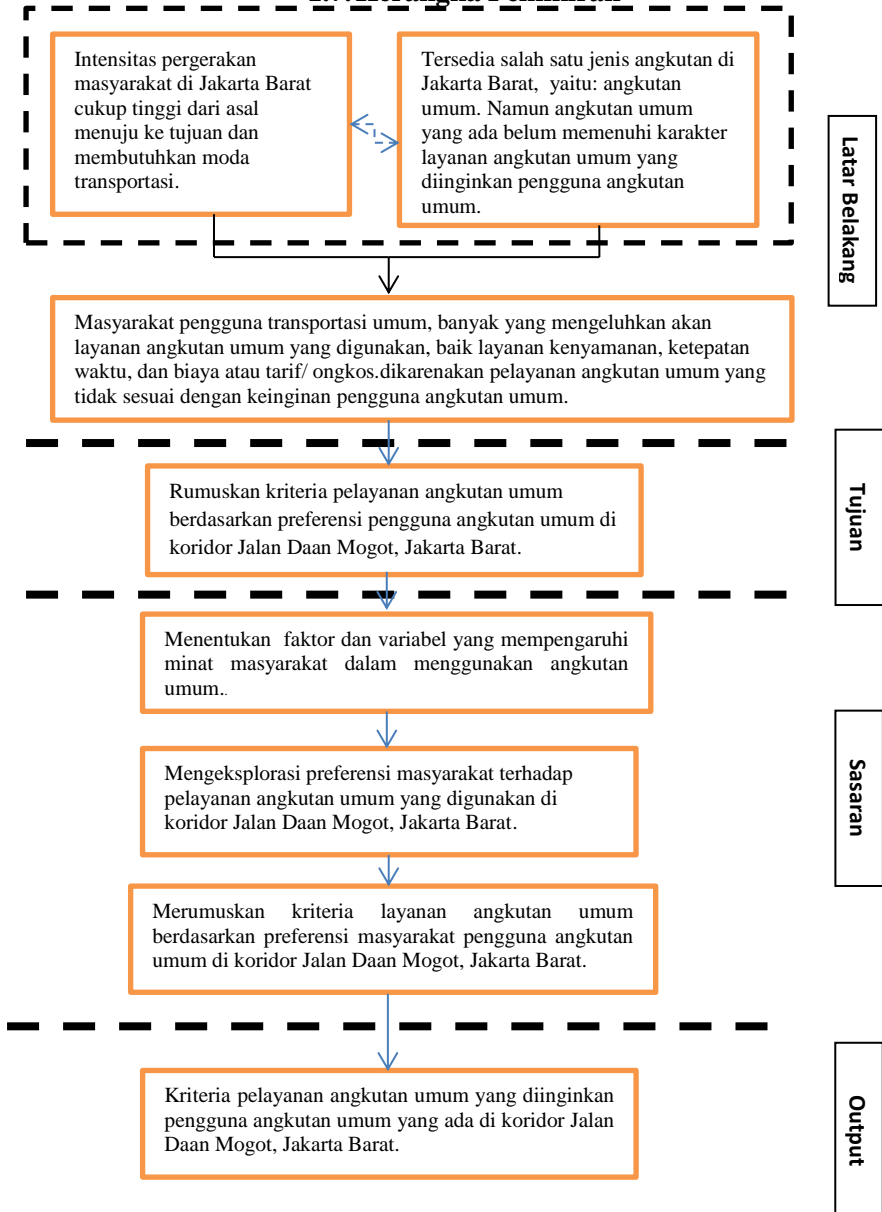 Intensitas pergerakan
masyarakat di Jakarta Barat
cukup tinggi dari asal
menuju ke tujuan dan
membutuhkan moda
transportasi.
Tersedia salah satu jenis angkutan di
Jakarta Barat, yaitu: angkutan
umum. Namun angkutan umum
yang ada belum memenuhi karakter
layanan angkutan umum yang
diinginkan pengguna angkutan
umum.
Latar Belakang
Masyarakat pengguna transportasi umum, banyak yang mengeluhkan akan
layanan angkutan umum yang digunakan, baik layanan kenyamanan, ketepatan
waktu, dan biaya atau tarif/ ongkos.dikarenakan pelayanan angkutan umum yang
tidak sesuai dengan keinginan pengguna angkutan umum.
Rumuskan kriteria pelayanan angkutan umum
berdasarkan preferensi pengguna angkutan umum di
koridor Jalan Daan Mogot, Jakarta Barat.
Tujuan
Menentukan faktor dan variabel yang mempengaruhi
minat masyarakat dalam menggunakan angkutan
umum..
Mengeksplorasi preferensi masyarakat terhadap
pelayanan angkutan umum yang digunakan di
koridor Jalan Daan Mogot, Jakarta Barat.
Sasaran
Merumuskan kriteria layanan angkutan umum
berdasarkan preferensi masyarakat pengguna angkutan
umum di koridor Jalan Daan Mogot, Jakarta Barat.
Kriteria pelayanan angkutan umum yang diinginkan
pengguna angkutan umum yang ada di koridor Jalan
Daan Mogot, Jakarta Barat.
Output